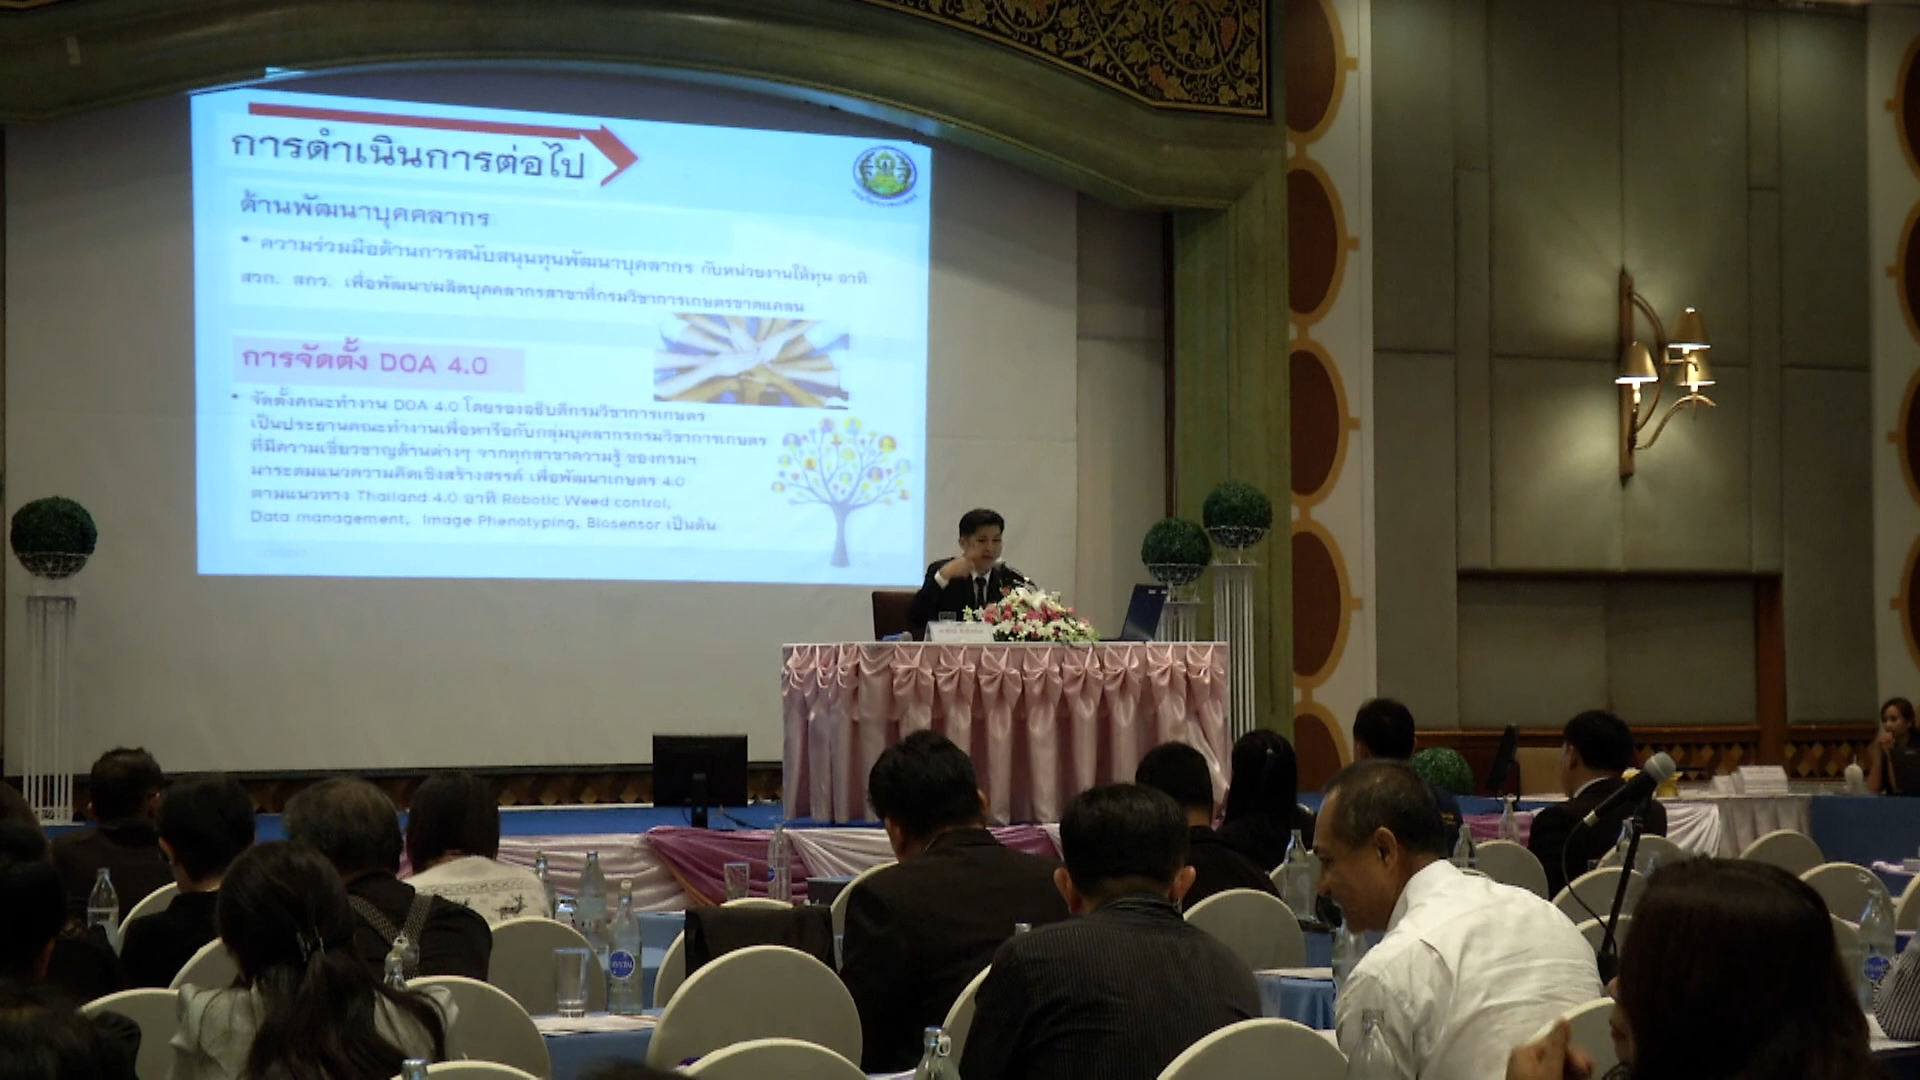 การดำเนินการต่อไป
ด้านพัฒนาบุคคลากร
• ความร่วมมือด้านการสนับสนุนทุนพัฒนาบุคลากร กับหน่วยงานให้ทุน อาทิ
สวก. สกว. เพื่อพัฒนา/ผลิตบุคคลากรสาขาที่กรมวิชาการเกษตรขาดแคลน
การจัดตั้ง DOA 4.0
• จัดตั้งคณะทำงาน DOA 4.0 โดยรองอธิบดีกรมวิชาการเกษตร
เป็นประธานคณะทำงานเพื่อหารือกับกลุ่มบุคลากรกรมวิชาการเกษตร
ที่มีความเชี่ยวชาญด้านต่างๆ จากทุกสาขาความรู้ ของกรมฯ
มาระดมแนวความคิดเชิงสร้างสรรค์ เพื่อพัฒนาเกษตร 4.0
ตามแนวทาง Thailand 4.0 อาทิ Robotic Weed control,
Data management, Image Phenotyping, Biosensor เป็นต้น